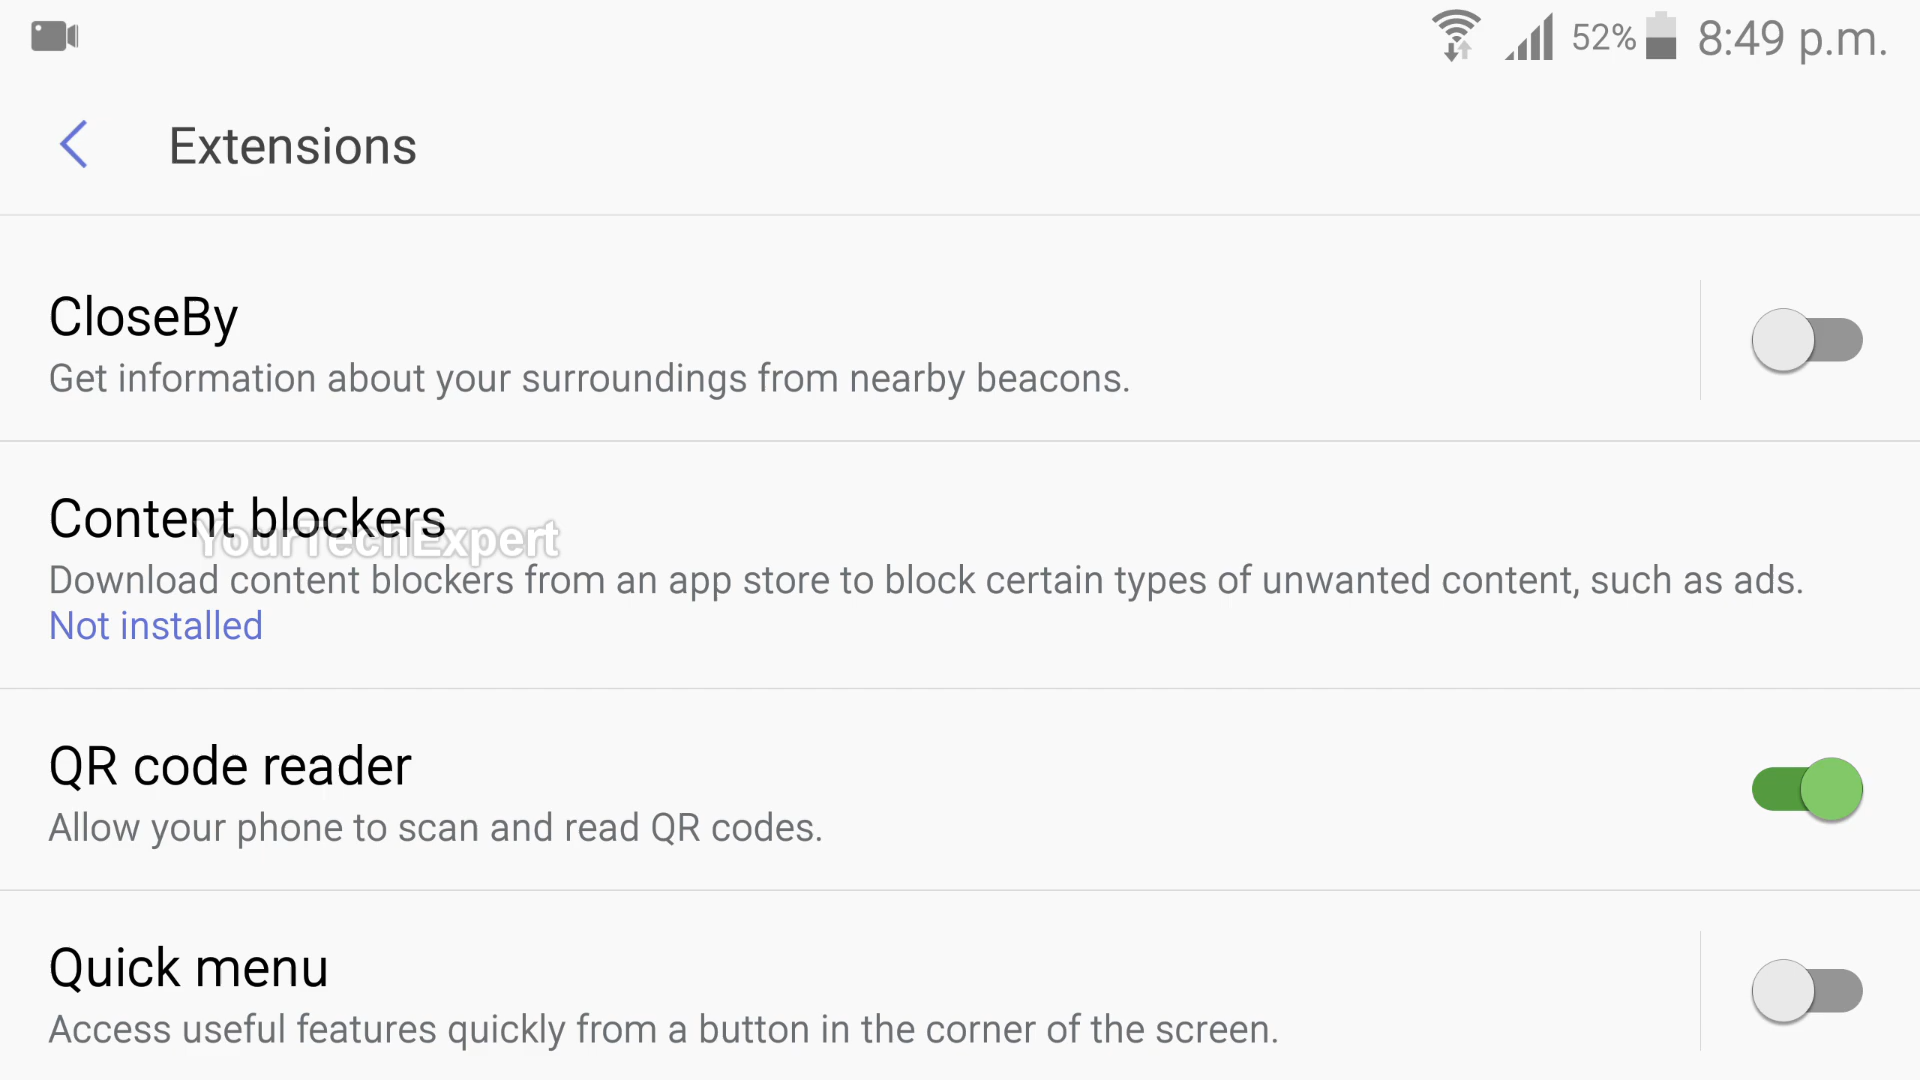 52% 8:49 p.m.
Extensions
CloseBy
Get information about your surroundings from nearby beacons.
Content blockers
YourTechExpert
Download content blockers from an app store to block certain types of unwanted content, such as ads.
Not installed
QR code reader
Allow your phone to scan and read QR codes.
Quick menu
Access useful features quickly from a button in the corner of the screen.